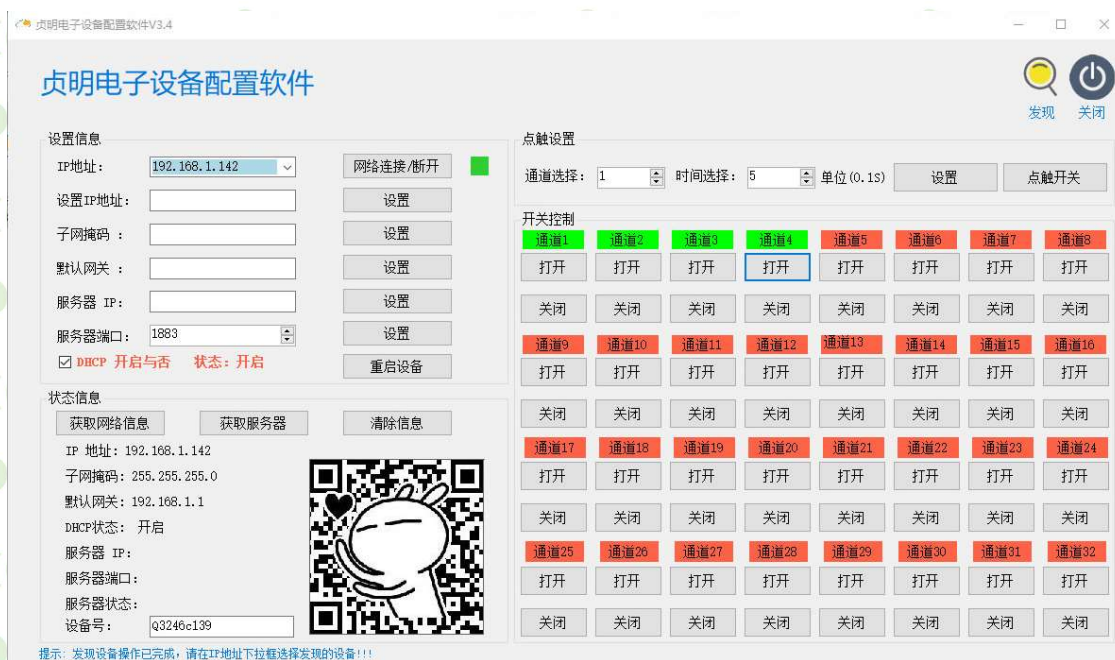 贞明电子设备配置软件V3.4
贞明电子设备配置软件
发现 关闭
设置信息
IP地址： 192.168.1.142 网络连接/断开
设置IP地址： 设置
子网掩码 ： 设置
默认网关 ： 设置
服务器 IP： 设置
服务器端口： 1883 设置
DHCP 开启与否 状态：开启 重启设备
状态信息
获取网络信息 获取服务器 清除信息
IP 地址：192.168.1.142
子网掩码：255.255.255.0
默认网关：192.168.1.1
DHCP状态： 开启
服务器 IP：
服务器端口：
服务器状态：
设备号： Q3246c139
提示：发现设备操作已完成，请在IP地址下拉框选择发现的设备!!!
点触设置
通道选择： 1 时间选择： 5 单位(0.1S) 设置 点触开关
开关控制
通道1 通道2 通道3 通道4 通道5 通道6 通道7 通道8
打开 打开 打开 打开 打开 打开 打开 打开
关闭 关闭 关闭 关闭 关闭 关闭 关闭 关闭
通道9 通道10 通道11 通道12 通道13 通道14 通道15 通道16
打开 打开 打开 打开 打开 打开 打开 打开
关闭 关闭 关闭 关闭 关闭 关闭 关闭 关闭
通道17 通道18 通道19 通道20 通道21 通道22 通道23 通道24
打开 打开 打开 打开 打开 打开 打开 打开
关闭 关闭 关闭 关闭 关闭 关闭 关闭 关闭
通道25 通道26 通道27 通道28 通道29 通道30 通道31 通道32
打开 打开 打开 打开 打开 打开 打开 打开
关闭 关闭 关闭 关闭 关闭 关闭 关闭 关闭